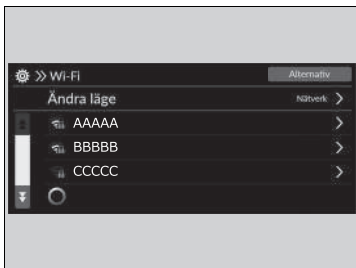 Wi-Fi
Alternativ
Ändra läge
Nätverk
AAAAA
BBBBB
CCCCC